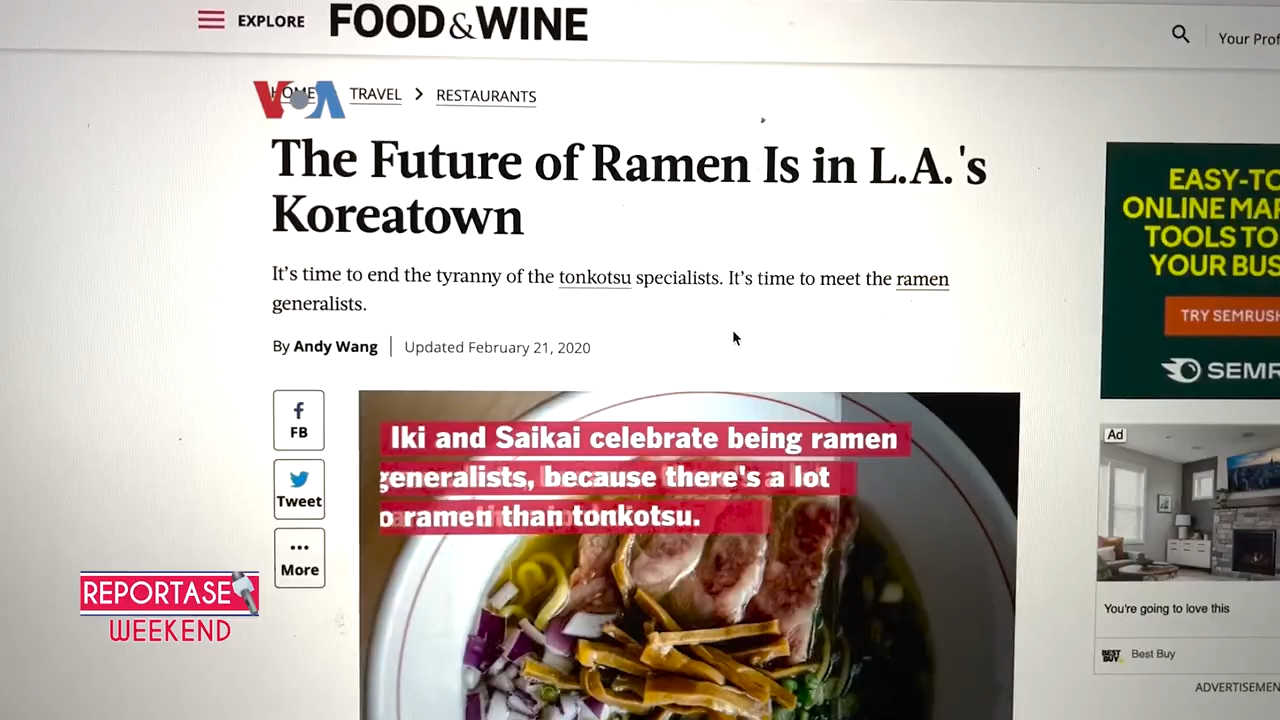 EXPLORE
FOOD&WINE
Your Prof
VOA
HOME
TRAVEL > RESTAURANTS
The Future of Ramen Is in L.A.'s
Koreatown
It's time to end the tyranny of the tonkotsu specialists. It's time to meet the ramen
generalists.
By Andy Wang | Updated February 21, 2020
FB
Tweet
More
Iki and Saikai celebrate being ramen
generalists, because there's a lot
o ramen than tonkotsu.
REPORTASE
WEEKEND
EASY-TO
ONLINE MAR
TOOLS TO
YOUR BUS
TRY SEMRUSH
SEMR
Ad
You're going to love this
BEST BUY
Best Buy
ADVERTISEMEN